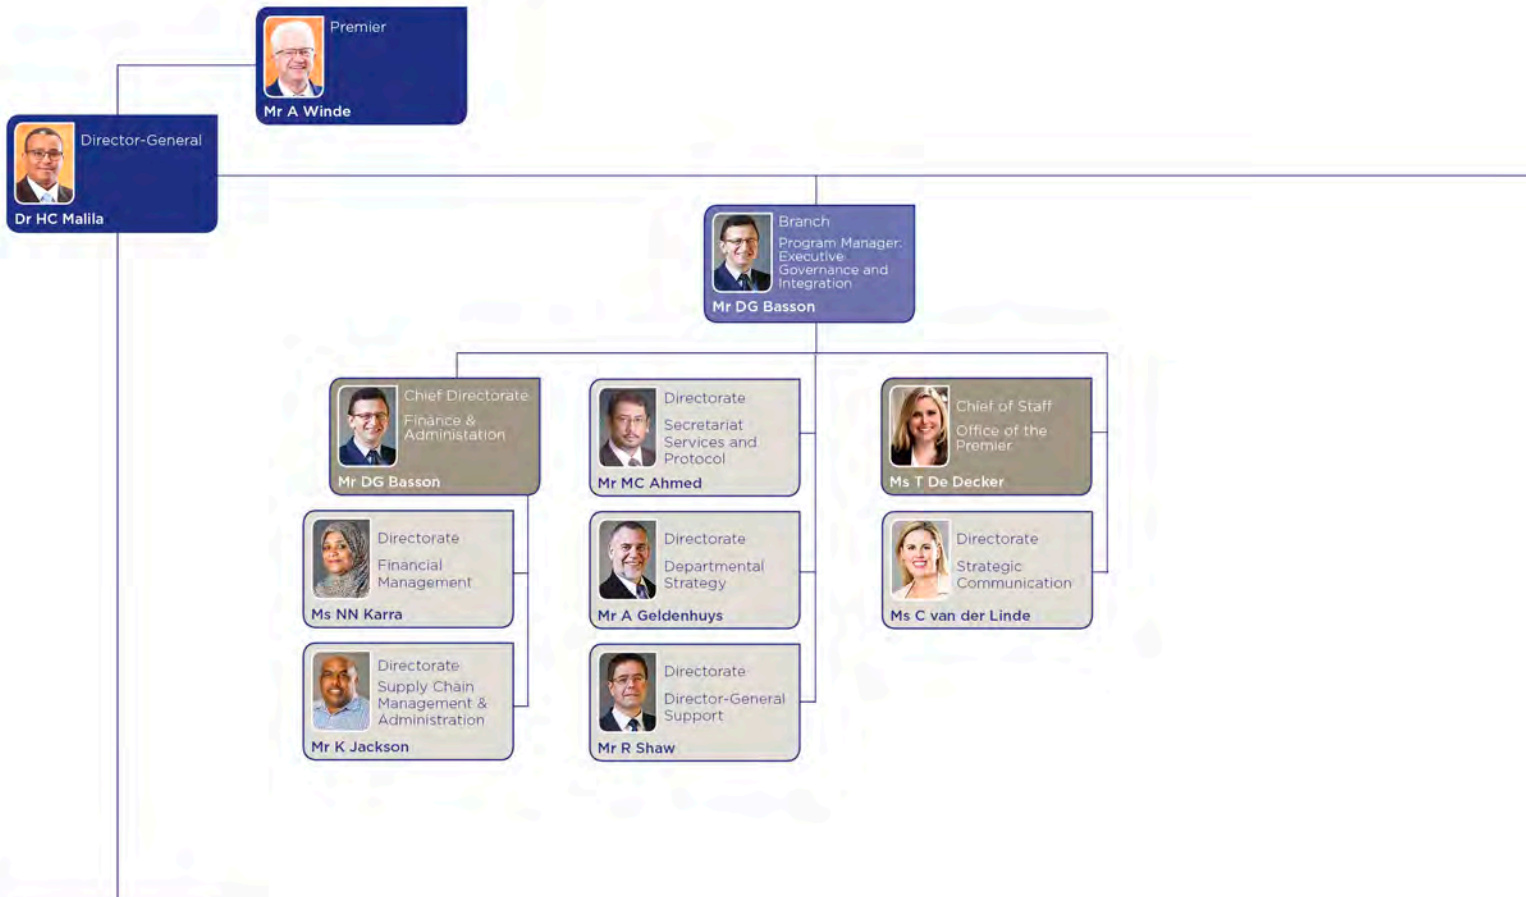 Premier
Mr A Winde
Director-General
Dr HC Malila
Branch
Program Manager:
Executive
Governance and
Integration
Mr DG Basson
Chief Directorate
Finance &
Administation
Mr DG Basson
Directorate
Secretariat
Services and
Protocol
Mr MC Ahmed
Chief of Staff
Office of the
Premier
Ms T De Decker
Directorate
Financial
Management
Ms NN Karra
Directorate
Departmental
Strategy
Mr A Geldenhuys
Directorate
Strategic
Communication
Ms C van der Linde
Directorate
Supply Chain
Management &
Administration
Mr K Jackson
Directorate
Director-General
Support
Mr R Shaw